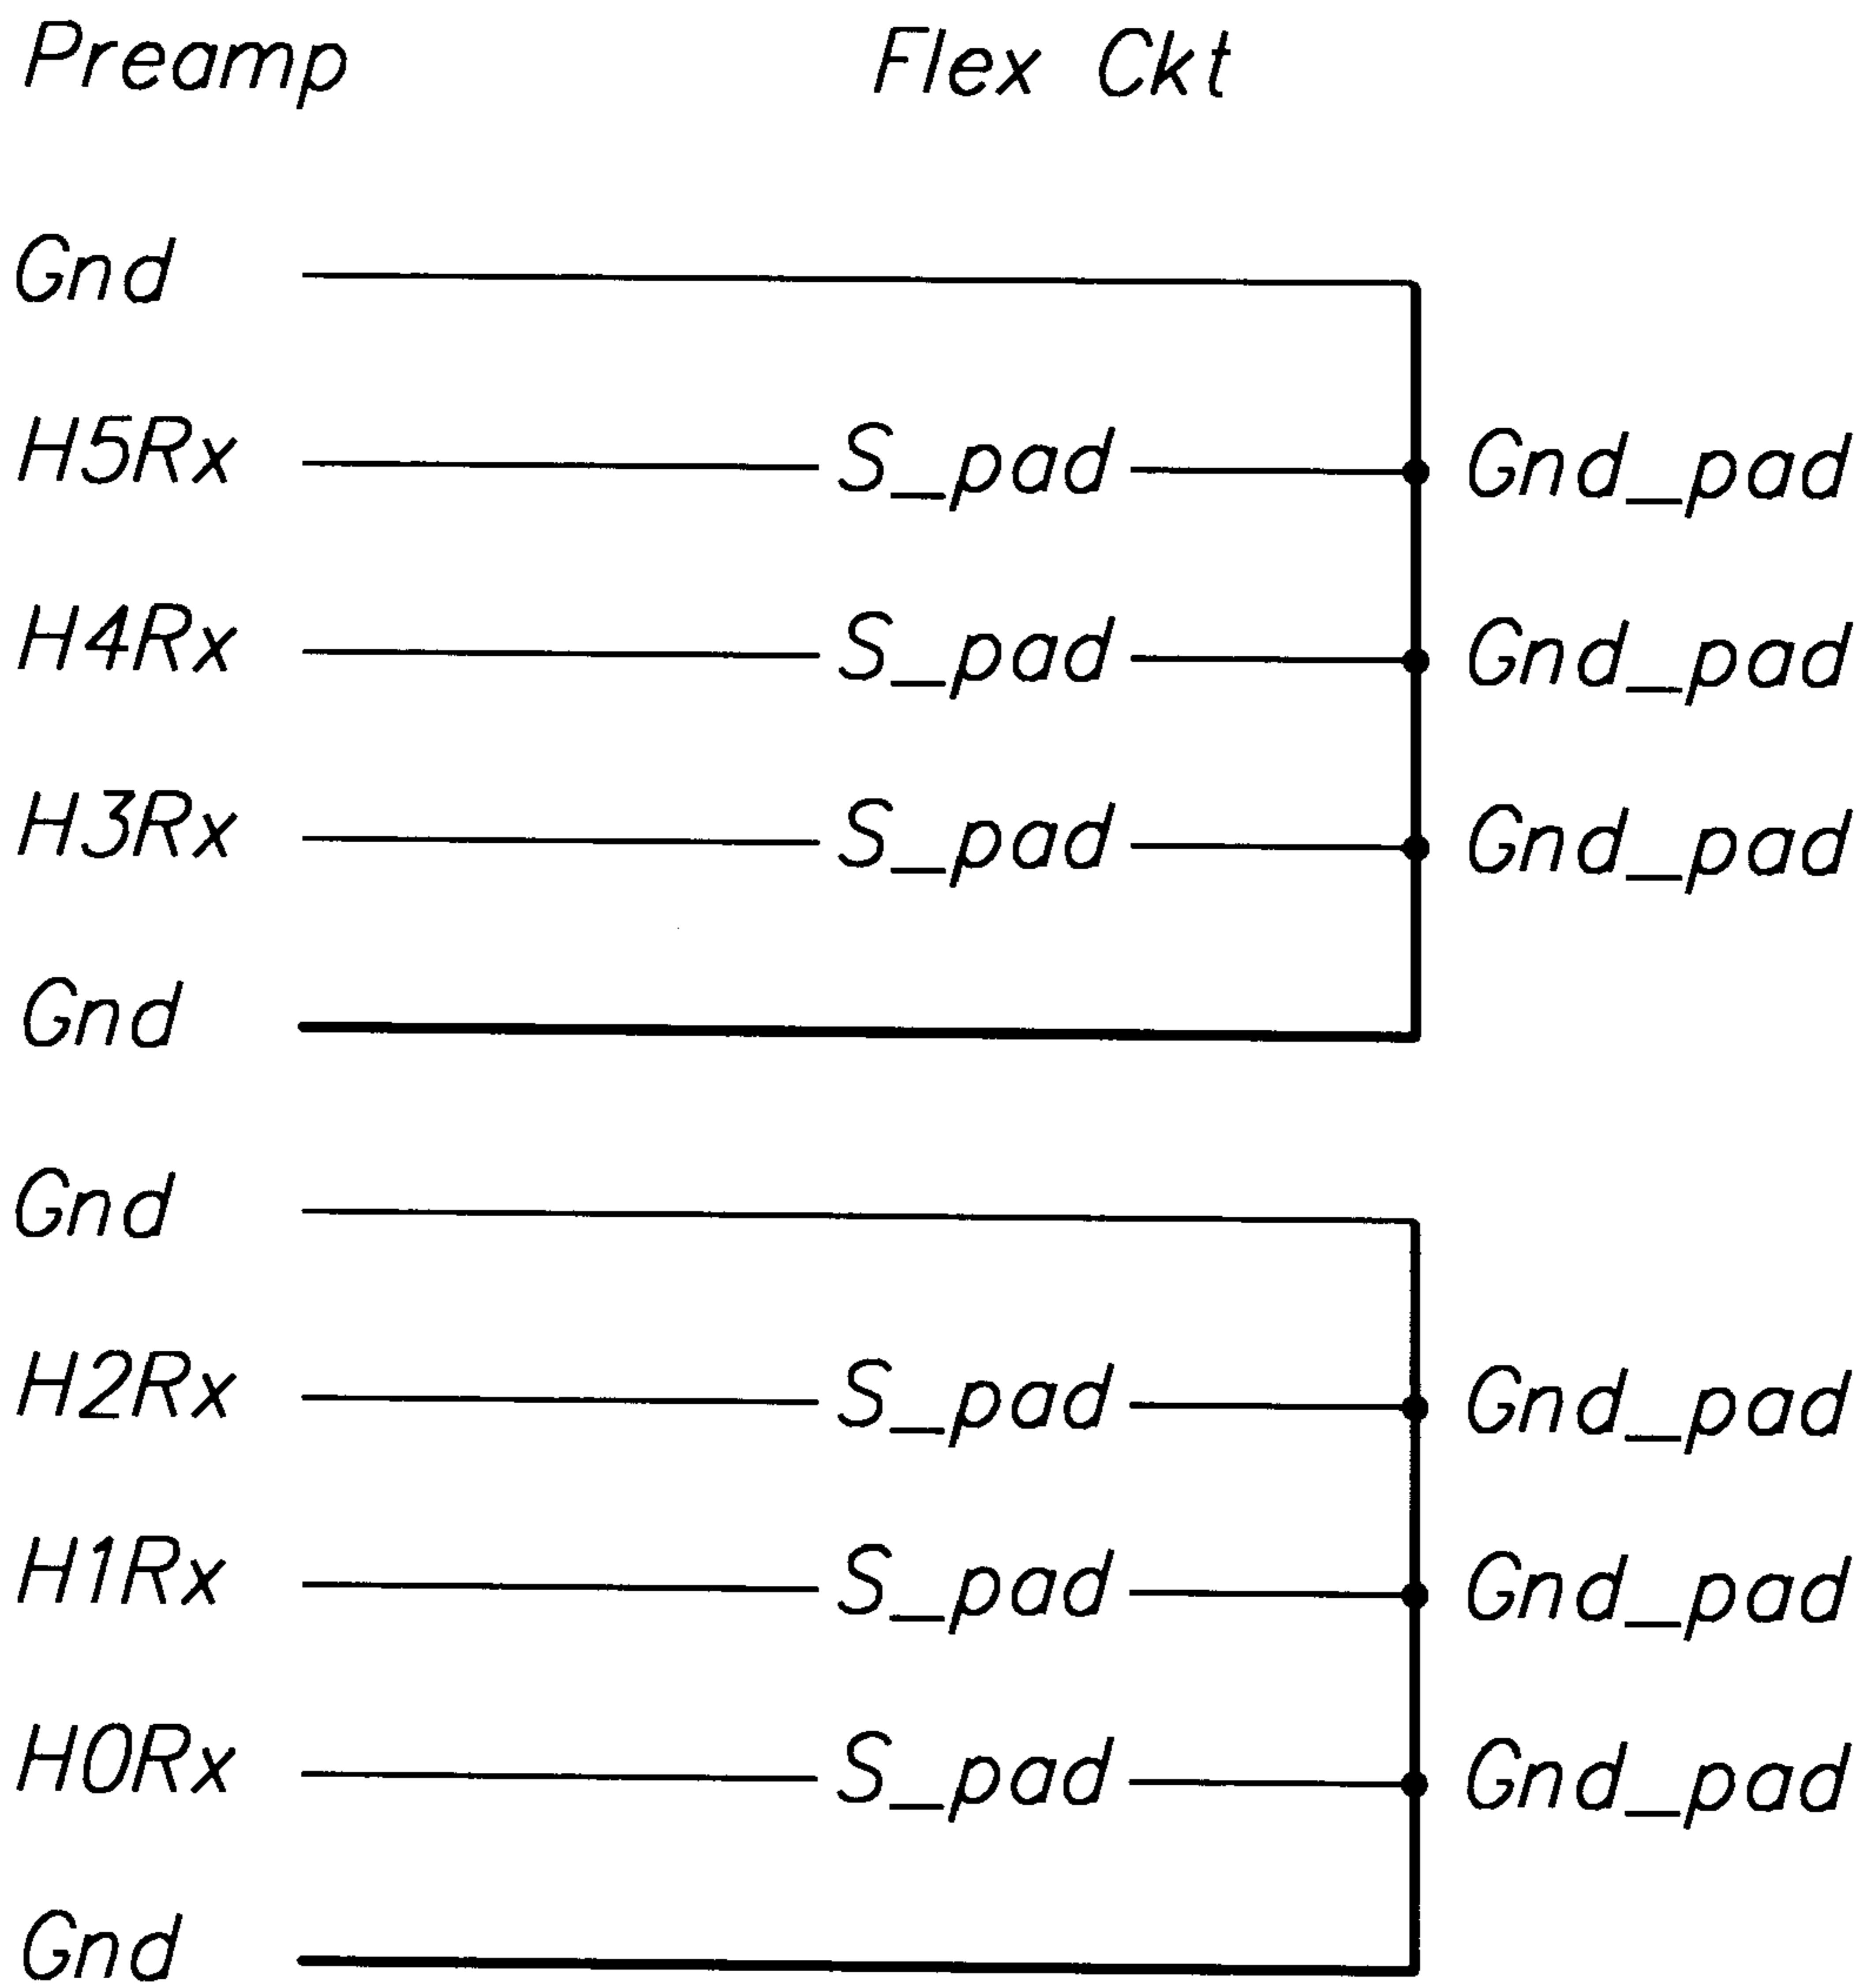 Preamp Flex Ckt
Gnd
H5Rx S_pad Gnd_pad
H4Rx S_pad Gnd_pad
H3Rx S_pad Gnd_pad
Gnd
Gnd
H2Rx S_pad Gnd_pad
H1Rx S_pad Gnd_pad
H0Rx S_pad Gnd_pad
Gnd